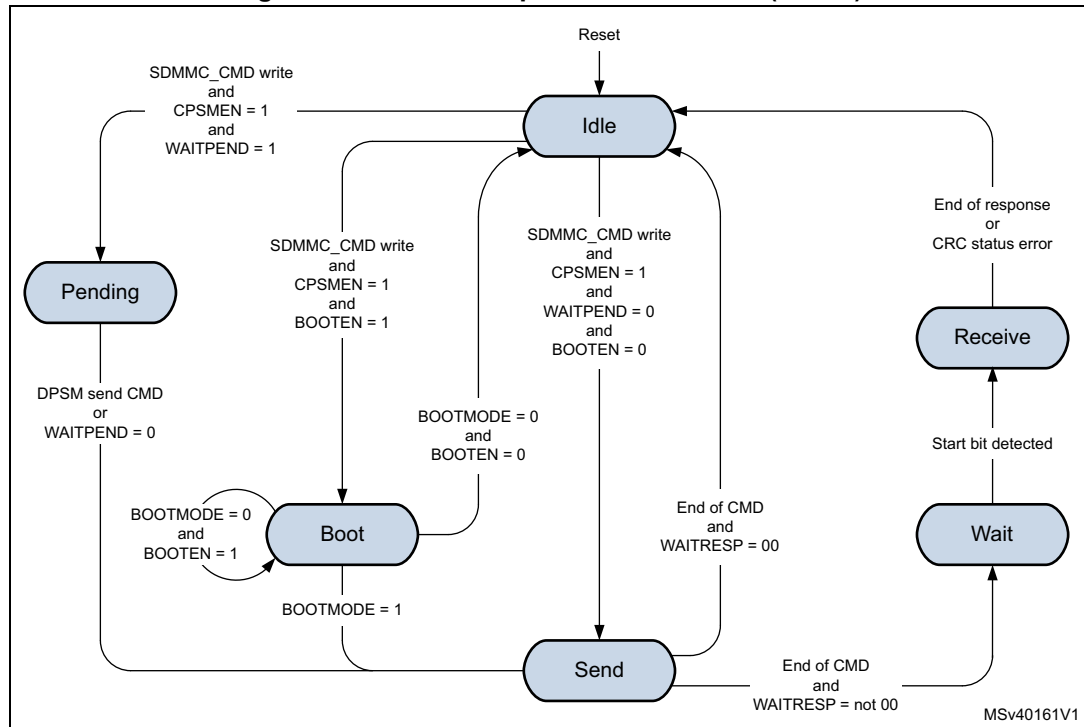 Reset
SDMMC_CMD write
and
CPSMEN = 1
and
WAITPEND = 1
Idle
SDMMC_CMD write
and
CPSMEN = 1
and
BOOTEN = 1
SDMMC_CMD write
and
CPSMEN = 1
and
WAITPEND = 0
and
BOOTEN = 0
End of response
or
CRC status error
Pending
Receive
DPSM send CMD
or
WAITPEND = 0
BOOTMODE = 0
and
BOOTEN = 0
Start bit detected
BOOTMODE = 0
and
BOOTEN = 1
Boot
End of CMD
and
WAITRESP = 00
Wait
BOOTMODE = 1
Send
End of CMD
and
WAITRESP = not 00
MSv40161V1